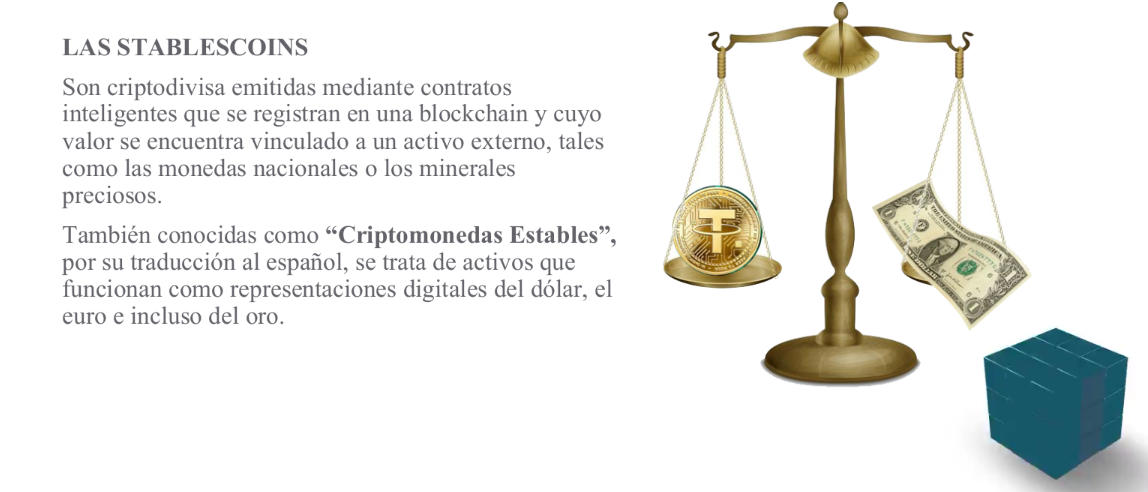 LAS STABLESCOINS
Son criptodivisa emitidas mediante contratos
inteligentes que se registran en una blockchain y cuyo
valor se encuentra vinculado a un activo externo, tales
como las monedas nacionales o los minerales
preciosos.
También conocidas como “Criptomonedas Estables”,
por su traducción al español, se trata de activos que
funcionan como representaciones digitales del dólar, el
euro e incluso del oro.